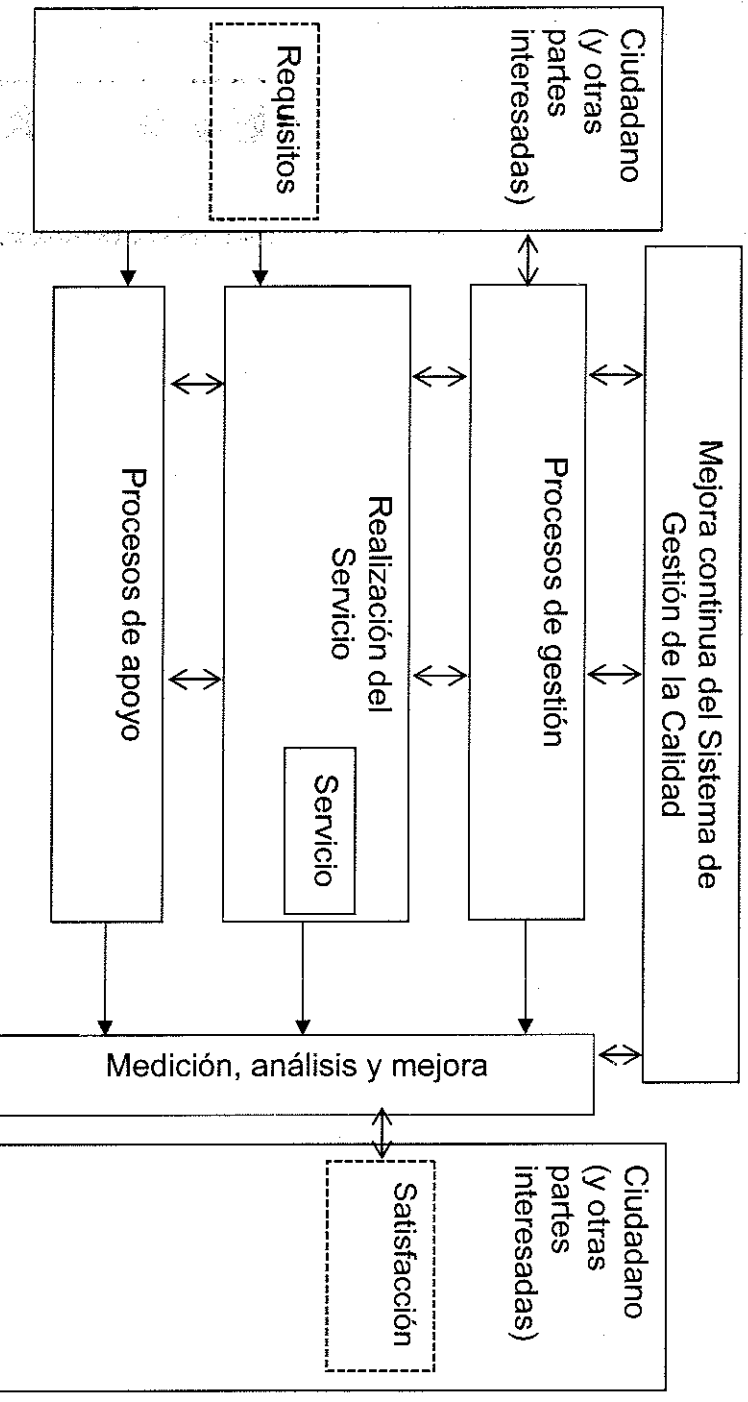 Mejora continua del Sistema de
Gestión de la Calidad
Ciudadano
(y otras
partes
interesadas)
Requisitos
Procesos de gestión
Realización del
Servicio
Servicio
Procesos de apoyo
Medición, análisis y mejora
Ciudadano
(y otras
partes
interesadas)
Satisfacción